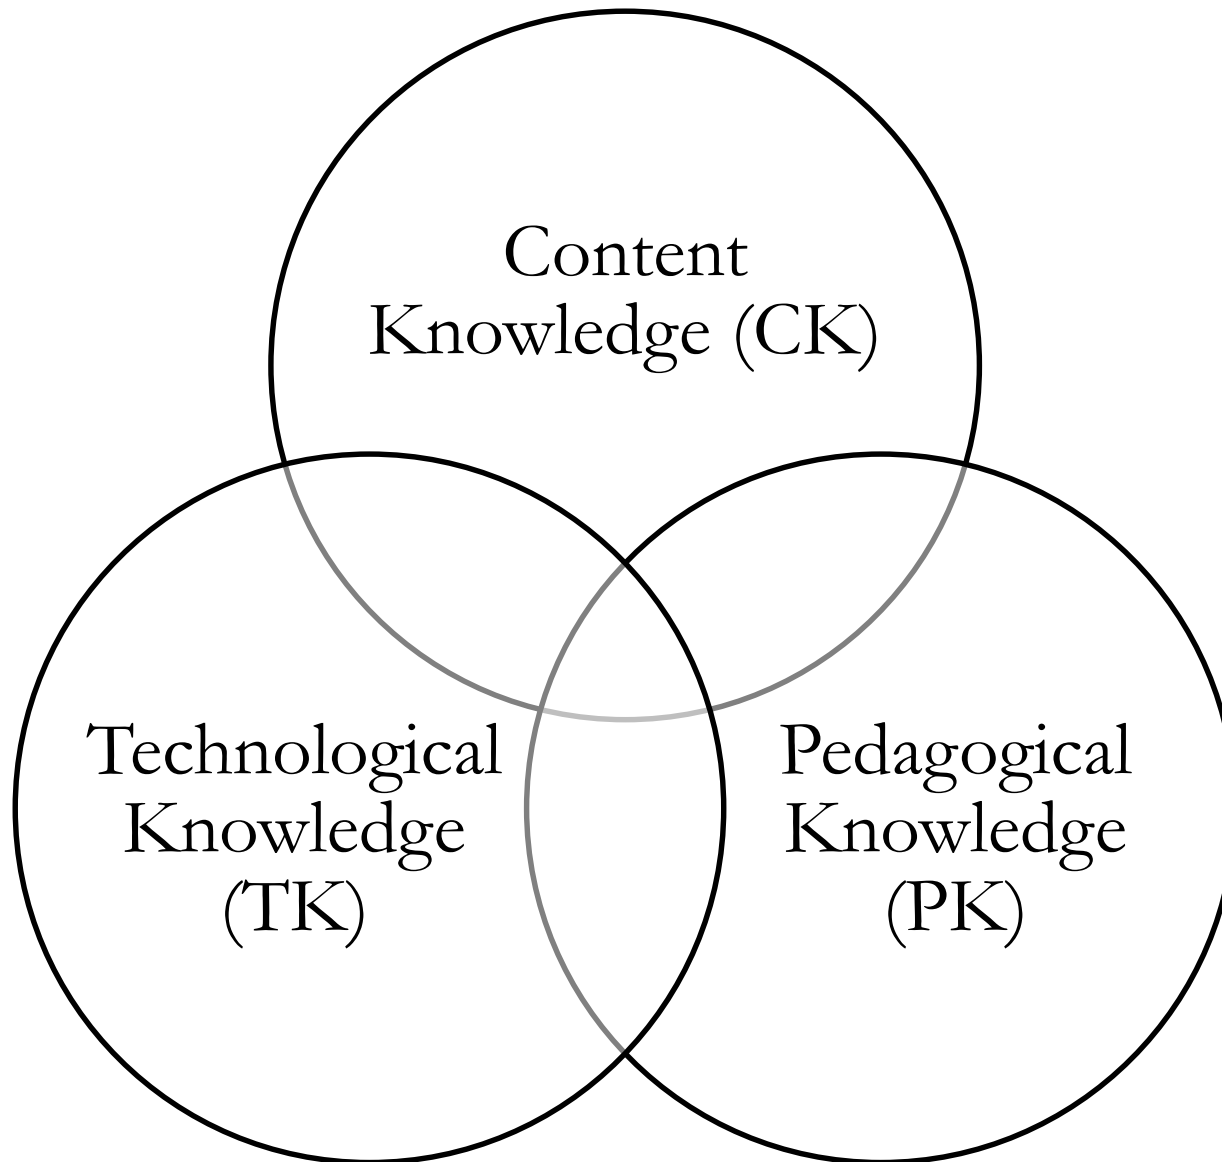 Content
Knowledge (CK)
Technological
Knowledge
(TK)
Pedagogical
Knowledge
(PK)